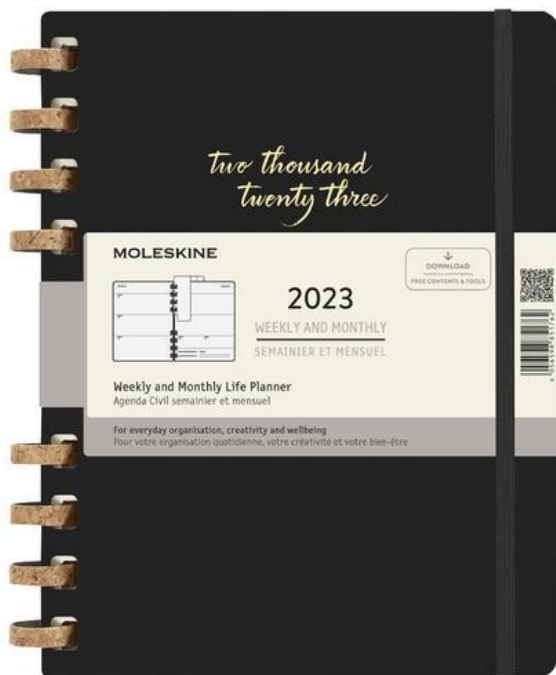 two thousand
twenty three
MOLESKINE
DOWNLOAD
FREE CONTENTS & TOOLS
2023
WEEKLY AND MONTHLY
SEMAINIER ET MENSUEL
Weekly and Monthly Life Planner
Agenda Civil semainier et mensuel
For everyday organisation, creativity and wellbeing
Pour votre organisation quotidienne, votre créativité et votre bien-être